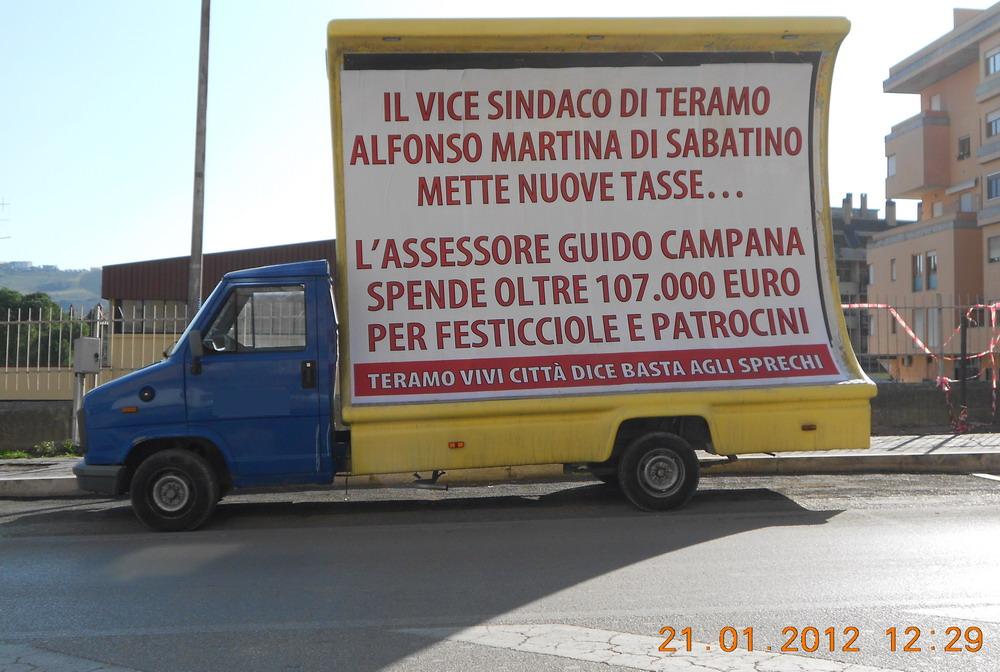 IL VICE SINDACO DI TERAMO
ALFONSO MARTINA DI SABATINO
METTE NUOVE TASSE...
L'ASSESSORE GUIDO CAMPANA
SPENDE OLTRE 107.000 EURO
PER FESTICCIOLE E PATROCINI
TERAMO VIVI CITTÀ DICE BASTA AGLI SPRECHI
21.01.2012 12:29